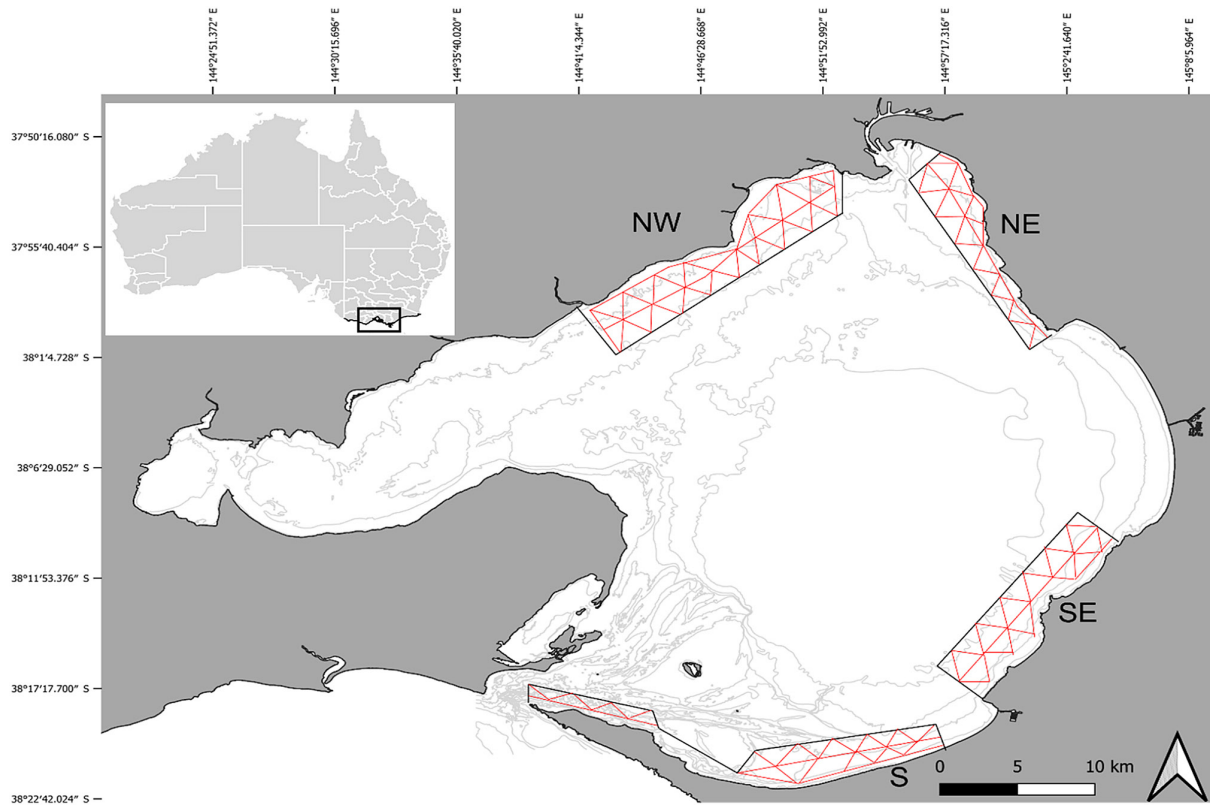 144°24'51.372" E
144°30'15.696" E
144°35'40.020" E
144°41'4.344" E
144°46'28.668" E
144°51'52.992" E
144°57'17.316" E
145°2'41.640" E
145°8'5.964" E
37°50'16.080" S
37°55'40.404" S
38°1'4.728" S
38°6'29.052" S
38°11'53.376" S
38°17'17.700" S
38°22'42.024" S
NW
NE
SE
S
0 5 10 km